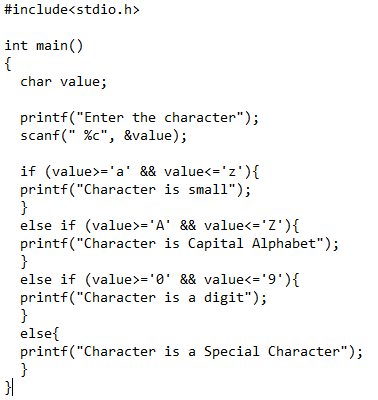 #include<stdio.h>
int main()
{
char value;
printf("Enter the character");
scanf(" %c", &value);
if (value>='a' && value<='z'){
printf("Character is small");
}
else if (value>='A' && value<='Z'){
printf("Character is Capital Alphabet");
}
else if (value>='0' && value<='9'){
printf("Character is a digit");
}
else{
printf("Character is a Special Character");
}
}